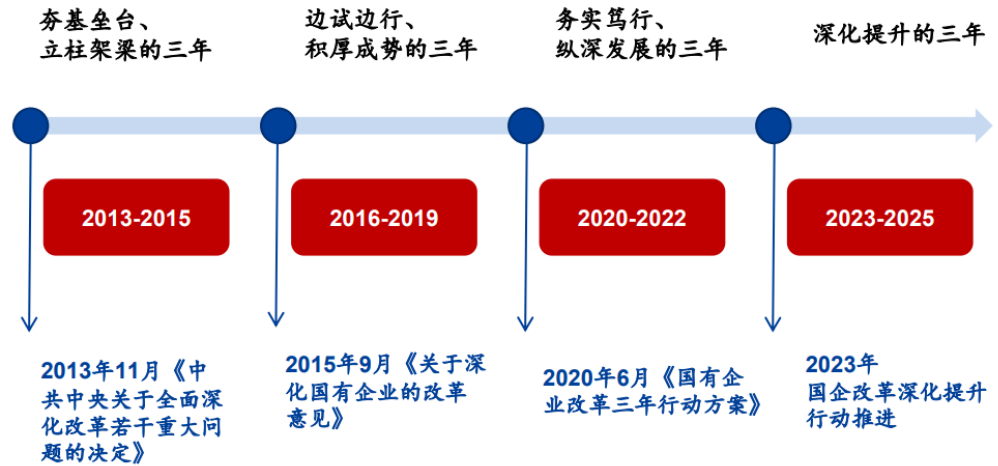 夯基垒台、
立柱架梁的三年
边试边行、
积厚成势的三年
务实笃行、
纵深发展的三年
深化提升的三年
2013-2015
2016-2019
2020-2022
2023-2025
2013年11月《中
共中央关于全面深
化改革若干重大问
题的决定》
2015年9月《关于深
化国有企业的改革
意见》
2020年6月《国有企
业改革三年行动方案》
2023年
国企改革深化提升
行动推进